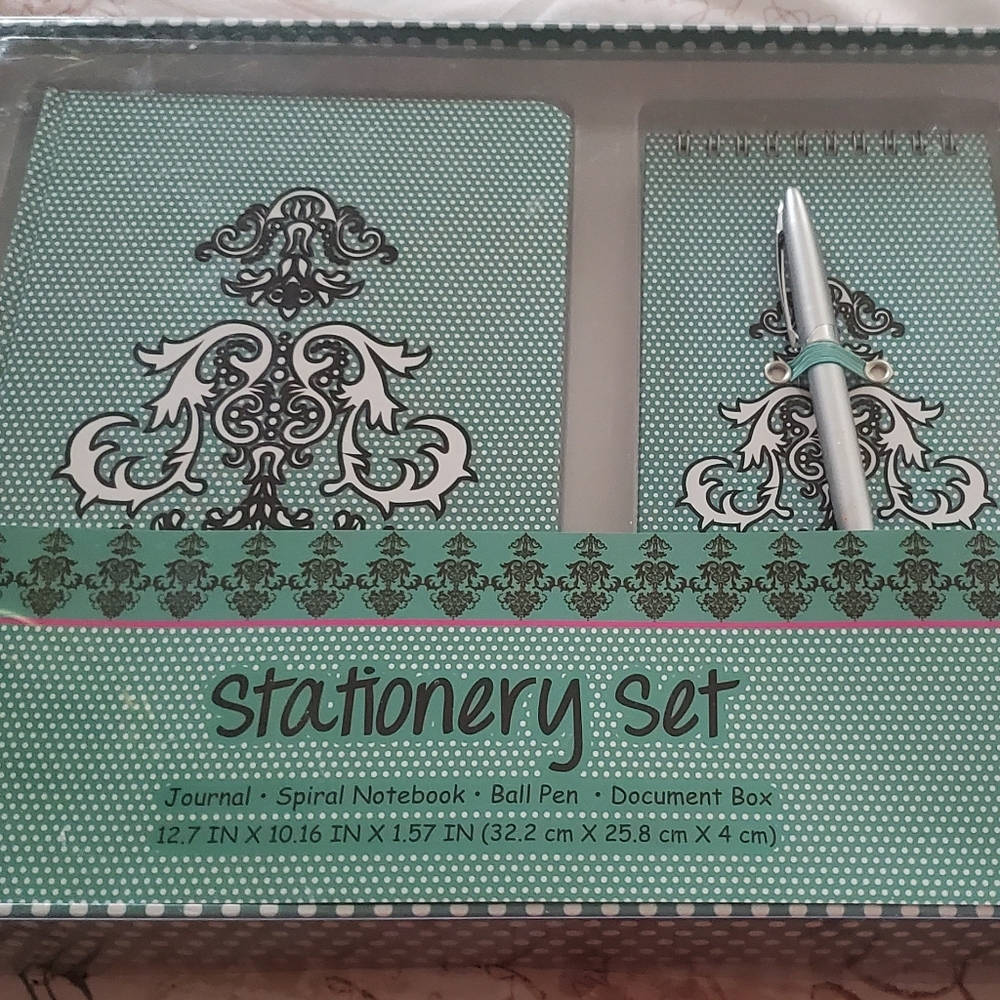 Stationery Set
Journal • Spiral Notebook • Ball Pen • Document Box
12.7 IN X 10.16 IN X 1.57 IN (32.2 cm X 25.8 cm X 4 cm)